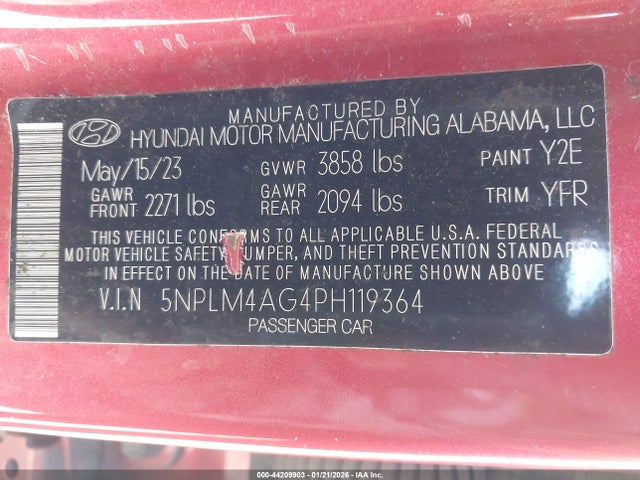 MANUFACTURED BY
HYUNDAI MOTOR MANUFACTURING ALABAMA, LLC
May/15/23 GVWR 3858 lbs PAINT Y2E
GAWR FRONT 2271 lbs GAWR REAR 2094 lbs TRIM YFR
THIS VEHICLE CONFORMS TO ALL APPLICABLE U.S.A. FEDERAL
MOTOR VEHICLE SAFETY, BUMPER, AND THEFT PREVENTION STANDARDS
IN EFFECT ON THE DATE OF MANUFACTURE SHOWN ABOVE
V.I.N 5NPLM4AG4PH119364
PASSENGER CAR
000-44209903 - 01/21/2026 - IAA Inc.